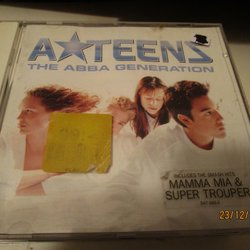 A★TEENS
THE ABBA GENERATION
INCLUDES THE SMASH HITS
MAMMA MIA &
SUPER TROUPER
23/12/